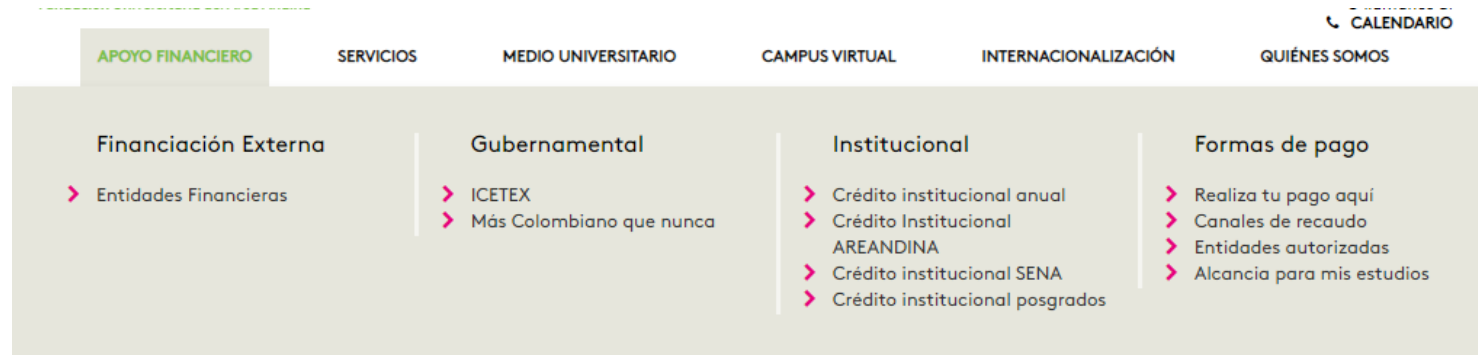 CALENDARIO
APOYO FINANCIERO
SERVICIOS
MEDIO UNIVERSITARIO
CAMPUS VIRTUAL
INTERNACIONALIZACIÓN
QUIÉNES SOMOS
Financiación Externa
Entidades Financieras
Gubernamental
ICETEX
Más Colombiano que nunca
Institucional
Crédito institucional anual
Crédito Institucional
AREANDINA
Crédito institucional SENA
Crédito institucional posgrados
Formas de pago
Realiza tu pago aquí
Canales de recaudo
Entidades autorizadas
Alcancia para mis estudios